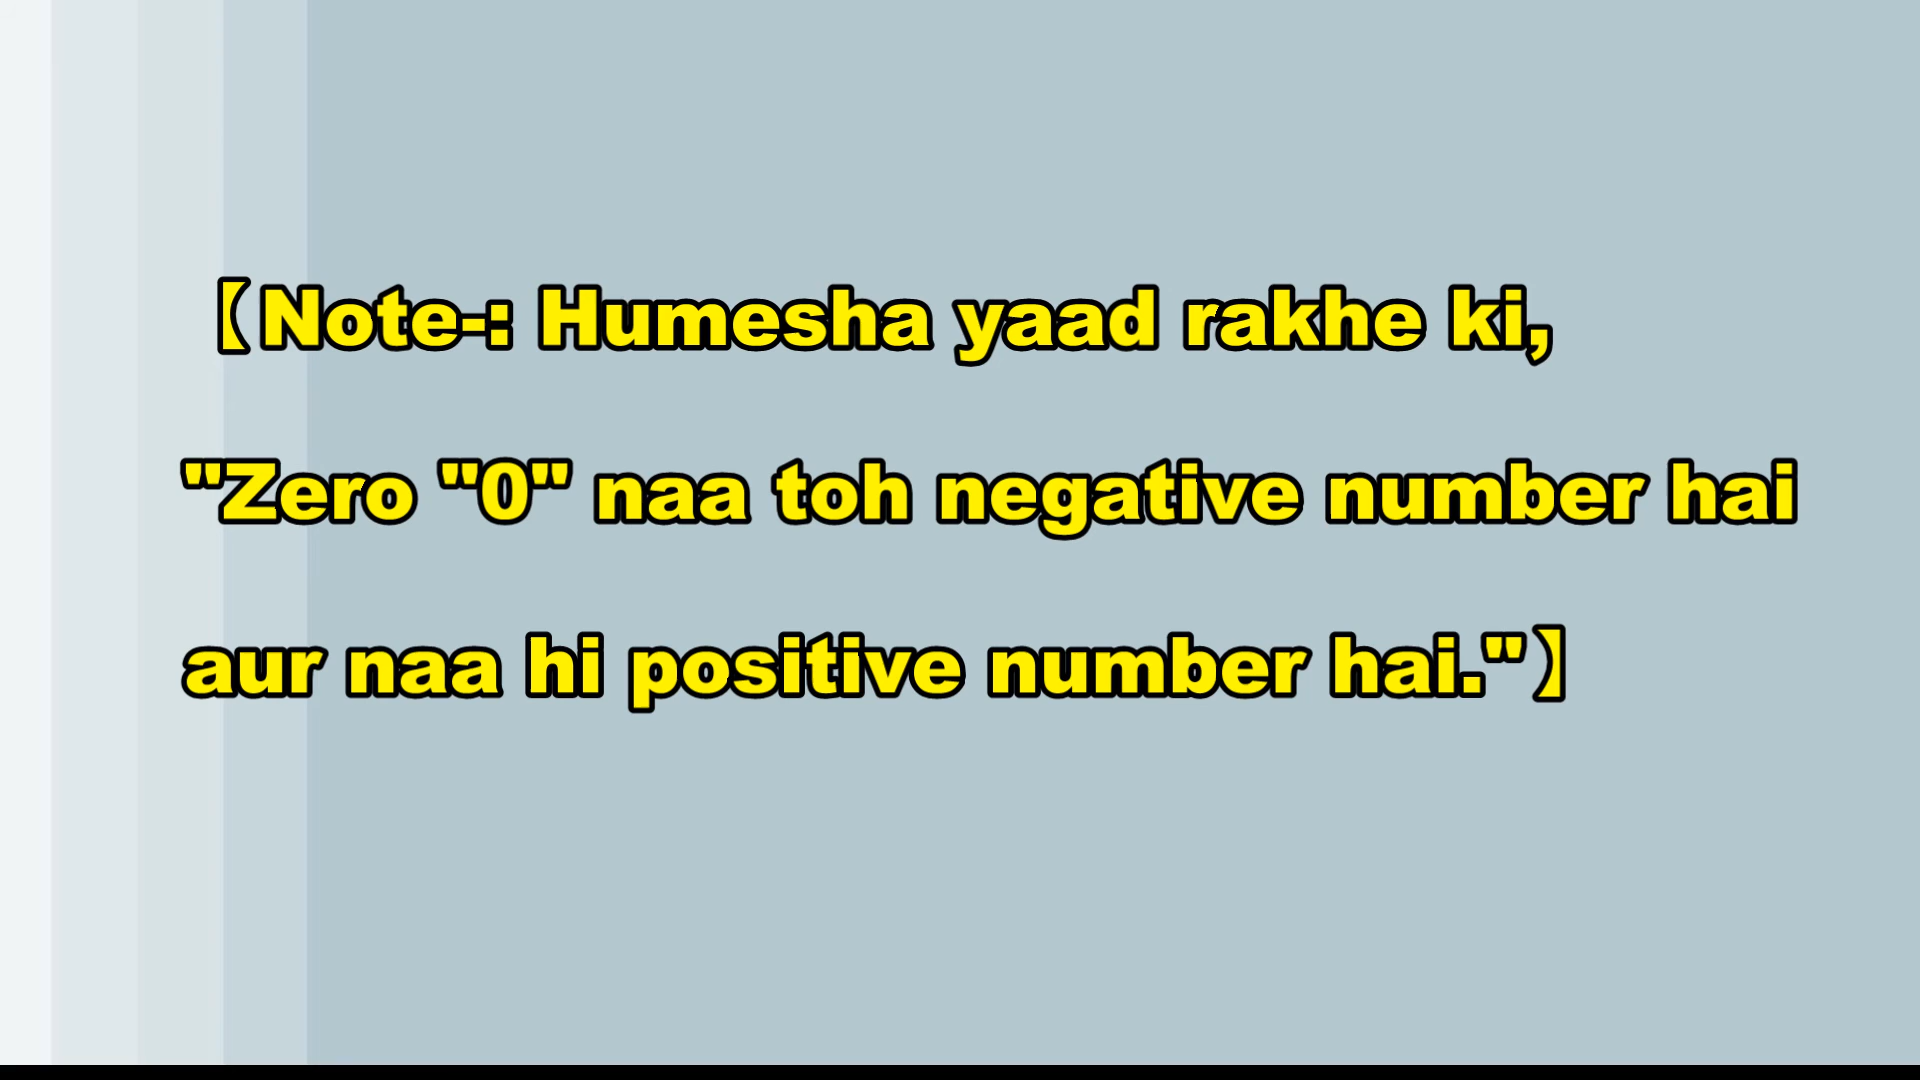 【Note-: Humesha yaad rakhe ki,
"Zero "0" naa toh negative number hai
aur naa hi positive number hai."】